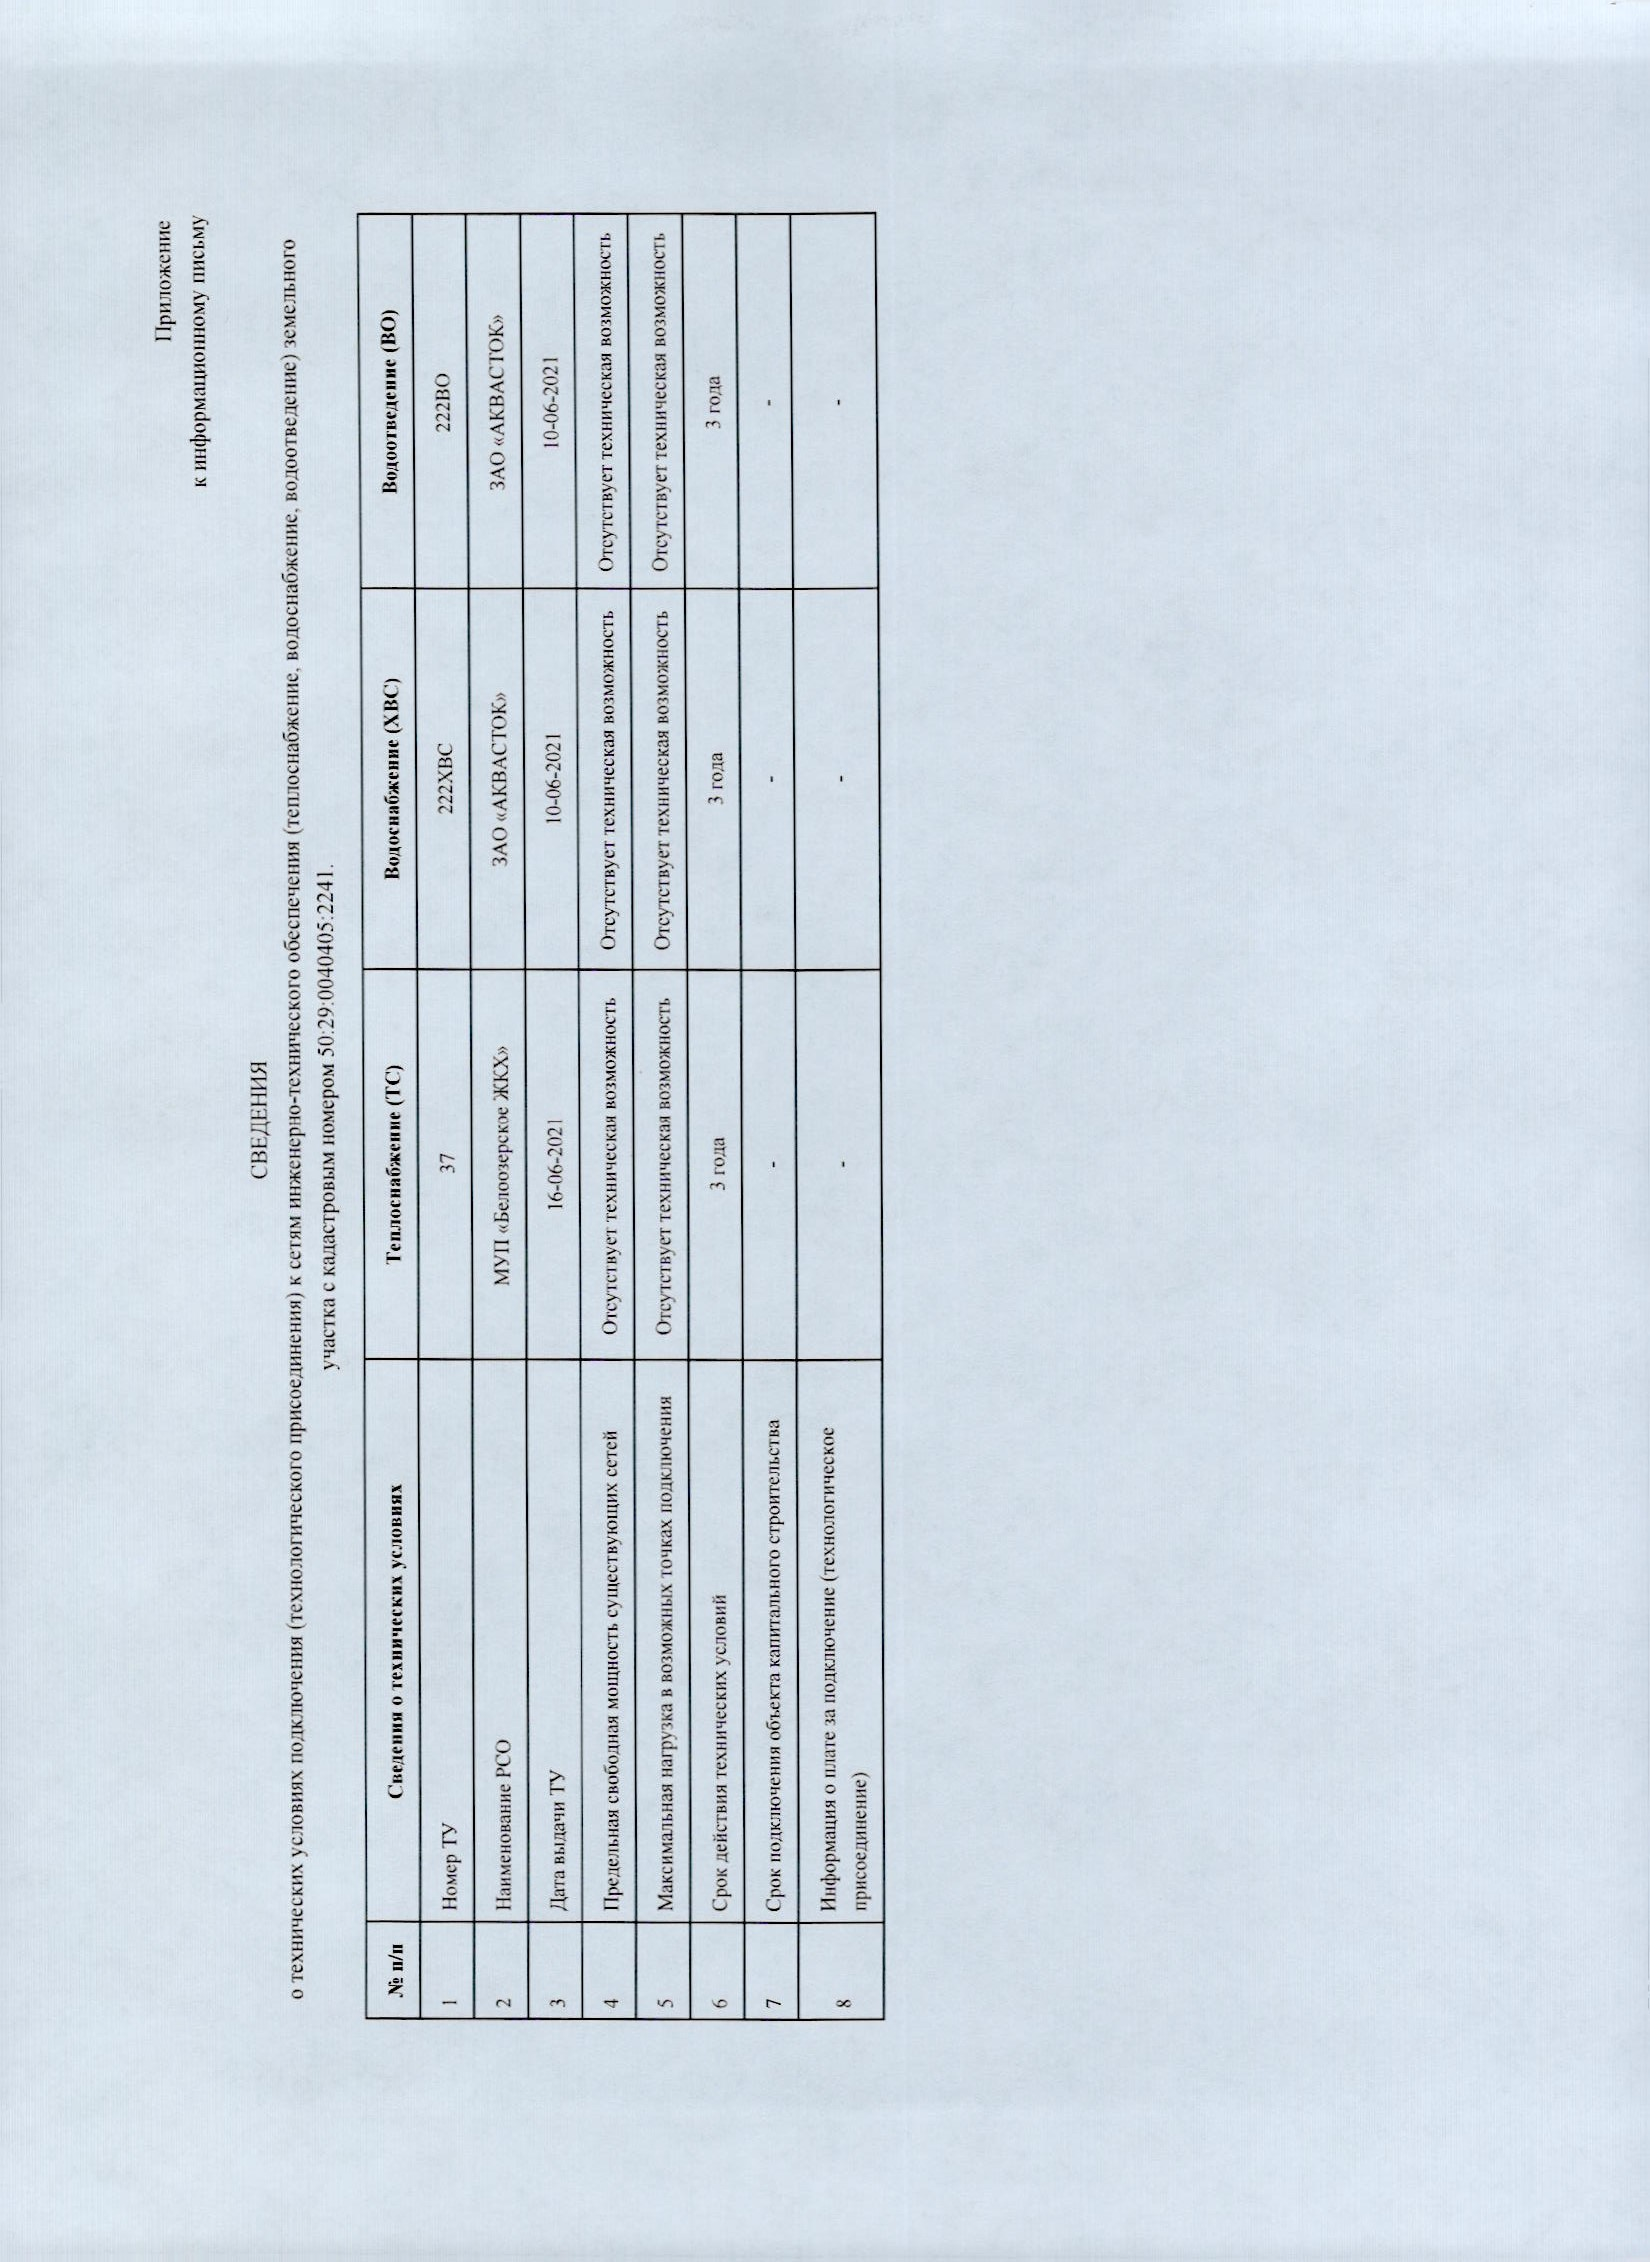 Приложение
к информационному письму
СВЕДЕНИЯ
о технических условиях подключения (технологического присоединения) к сетям инженерно-технического обеспечения (теплоснабжение, водоснабжение, водоотведение) земельного
участка с кадастровым номером 50:29:0040405:2241.
№ п/п Сведения о технических условиях Теплоснабжение (ТС) Водоснабжение (ХВС) Водоотведение (ВО)
1 Номер ТУ 37 222ХВС 222ВО
2 Наименование РСО МУП «Белоозерское ЖКХ» ЗАО «АКВАСТОК» ЗАО «АКВАСТОК»
3 Дата выдачи ТУ 16-06-2021 10-06-2021 10-06-2021
4 Предельная свободная мощность существующих сетей Отсутствует техническая возможность Отсутствует техническая возможность Отсутствует техническая возможность
5 Максимальная нагрузка в возможных точках подключения Отсутствует техническая возможность Отсутствует техническая возможность Отсутствует техническая возможность
6 Срок действия технических условий 3 года 3 года 3 года
7 Срок подключения объекта капитального строительства - - -
8 Информация о плате за подключение (технологическое - - -
присоединение)